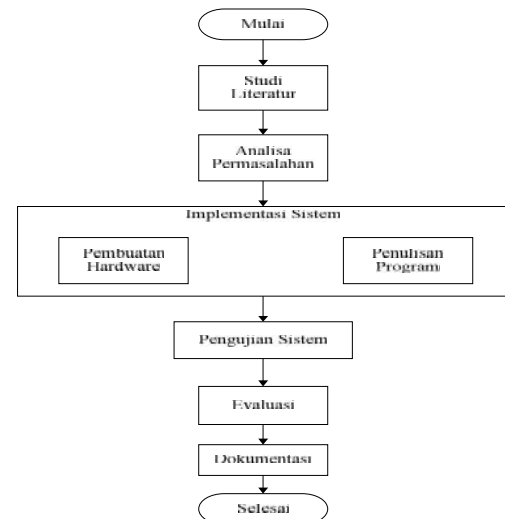 Mulai
Studi
Literatur
Analisa
Permasalahan
Implementasi Sistem
Pembuatan
Hardware
Penulisan
Program
Pengujian Sistem
Evaluasi
Dokumentasi
Selesai